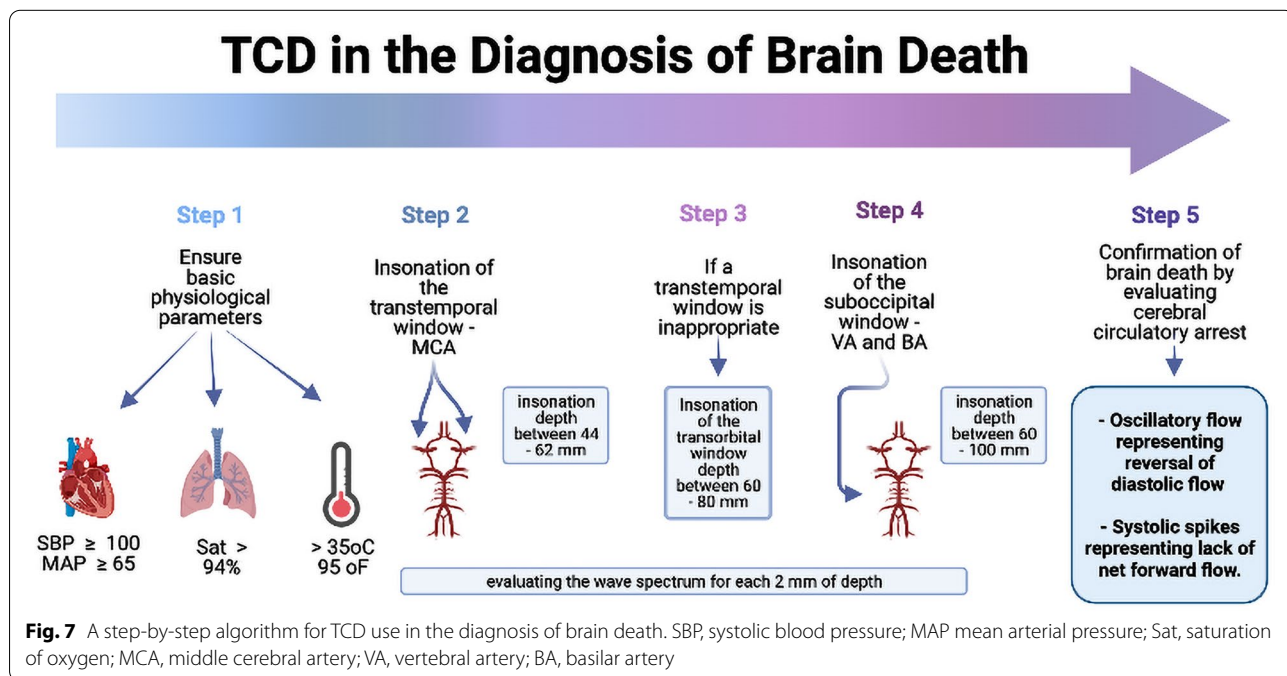 TCD in the Diagnosis of Brain Death
Step 1
Ensure
basic
physiological
parameters
SBP ≥ 100
MAP ≥ 65
Sat >
94%
> 35oC
95 oF
Step 2
Insonation of
the
transtemporal
window -
MCA
insonation
depth
between 44
- 62 mm
Step 3
If a
transtemporal
window is
inappropriate
Insonation
of the
transorbital
window
depth
between 60
- 80 mm
Step 4
Insonation
of the
suboccipital
window -
VA and BA
insonation
depth
between 60
- 100 mm
evaluating the wave spectrum for each 2 mm of depth
Step 5
Confirmation of
brain death by
evaluating
cerebral
circulatory arrest
- Oscillatory flow
representing
reversal of
diastolic flow
- Systolic spikes
representing lack of
net forward flow.
Fig. 7 A step-by-step algorithm for TCD use in the diagnosis of brain death. SBP, systolic blood pressure; MAP mean arterial pressure; Sat, saturation
of oxygen; MCA, middle cerebral artery; VA, vertebral artery; BA, basilar artery